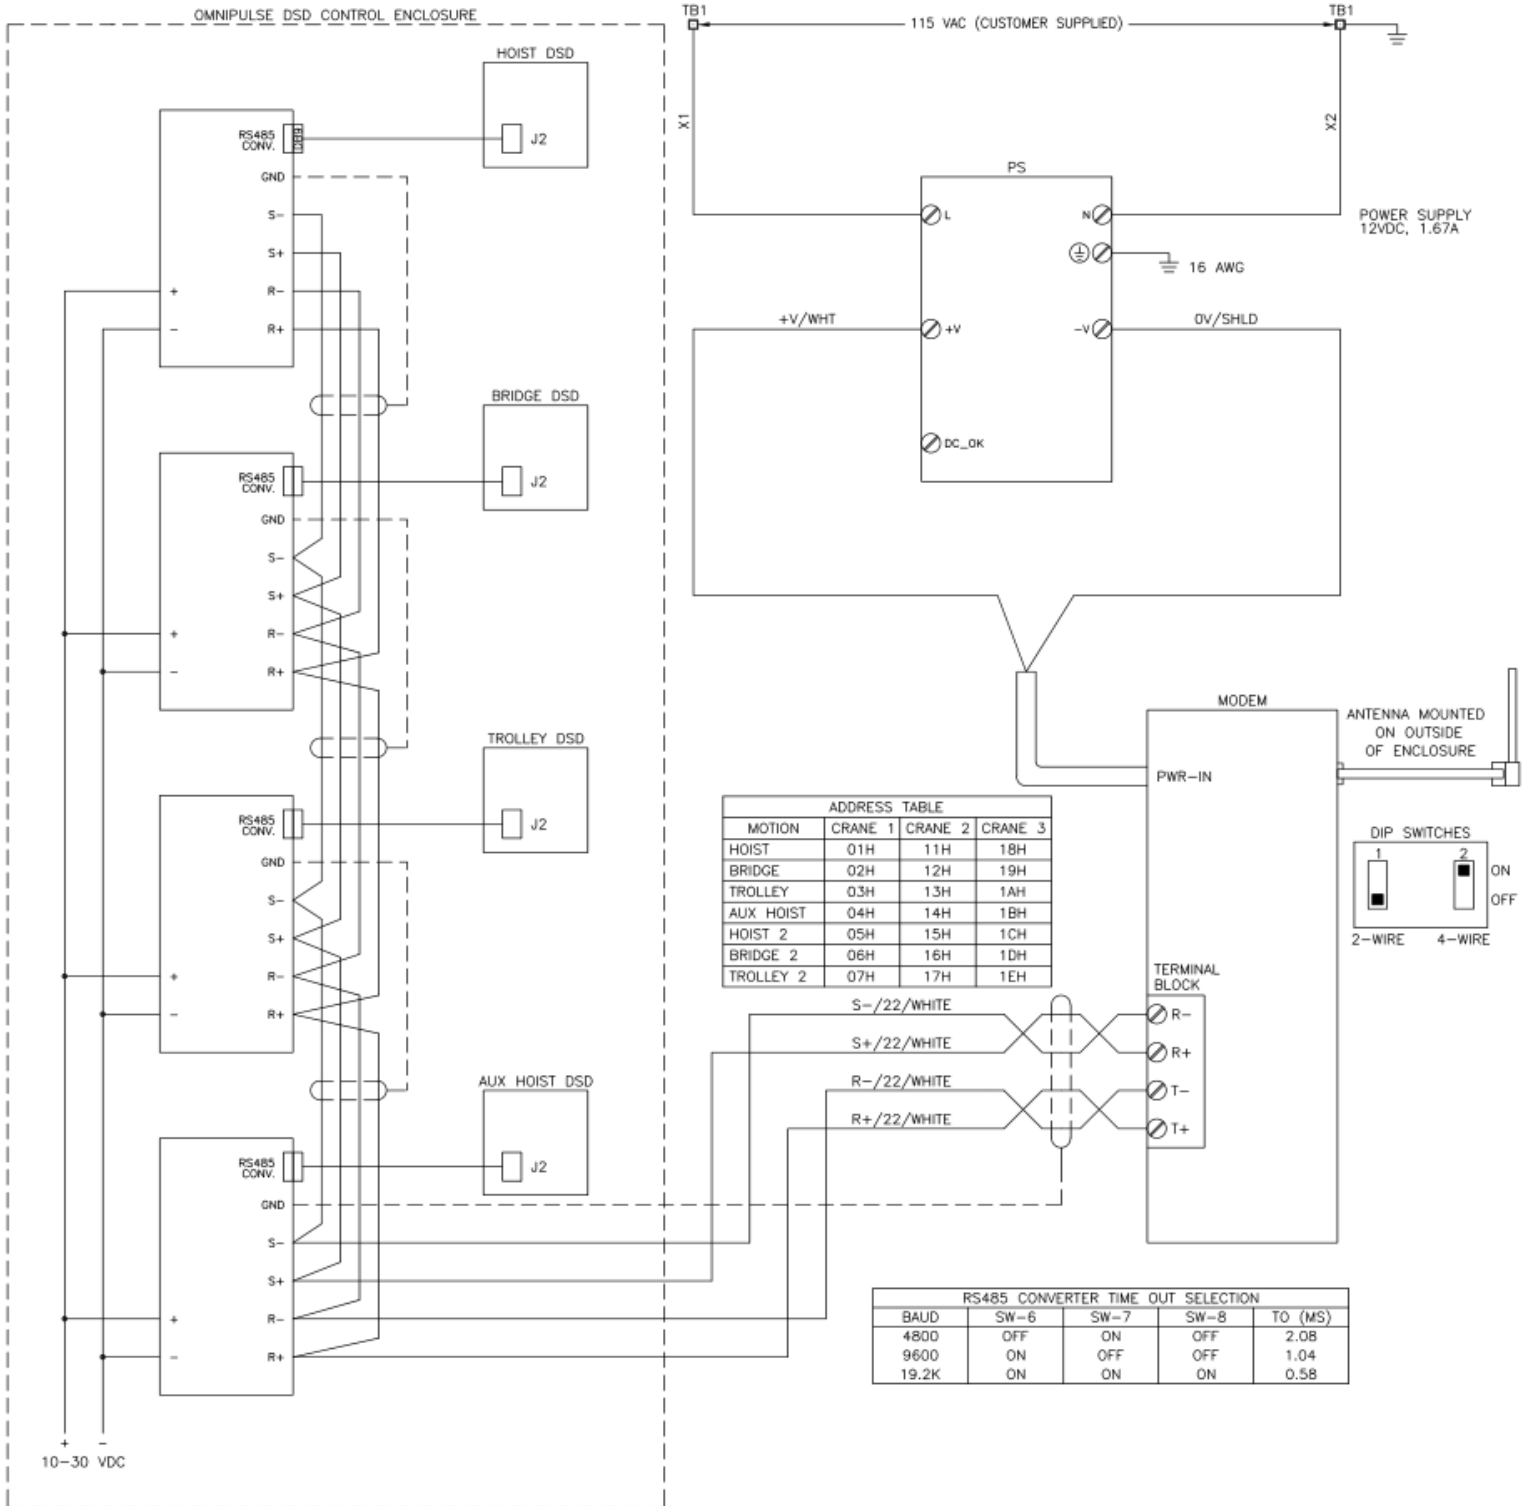 OMNIPULSE DSD CONTROL ENCLOSURE
HOIST DSD
RS485
CONV.
DB9
J2
GND
S-
S+
+
R-
-
R+
BRIDGE DSD
RS485
CONV.
J2
GND
S-
S+
+
R-
-
R+
TROLLEY DSD
RS485
CONV.
J2
GND
S-
S+
+
R-
-
R+
AUX HOIST DSD
RS485
CONV.
J2
GND
S-
S+
+
R-
-
R+
+ -
10-30 VDC
TB1
115 VAC (CUSTOMER SUPPLIED)
TB1
X1
X2
PS
L
N
POWER SUPPLY
12VDC, 1.67A
16 AWG
+V/WHT
+V
-V
0V/SHLD
DC_OK
MODEM
PWR-IN
ANTENNA MOUNTED
ON OUTSIDE
OF ENCLOSURE
DIP SWITCHES
1 2
ON
OFF
2-WIRE 4-WIRE
ADDRESS TABLE
MOTION CRANE 1 CRANE 2 CRANE 3
HOIST 01H 11H 18H
BRIDGE 02H 12H 19H
TROLLEY 03H 13H 1AH
AUX HOIST 04H 14H 1BH
HOIST 2 05H 15H 1CH
BRIDGE 2 06H 16H 1DH
TROLLEY 2 07H 17H 1EH
TERMINAL
BLOCK
S-/22/WHITE
R-
S+/22/WHITE
R+
R-/22/WHITE
T-
R+/22/WHITE
T+
RS485 CONVERTER TIME OUT SELECTION
BAUD SW-6 SW-7 SW-8 TO (MS)
4800 OFF ON OFF 2.08
9600 ON OFF OFF 1.04
19.2K ON ON ON 0.58